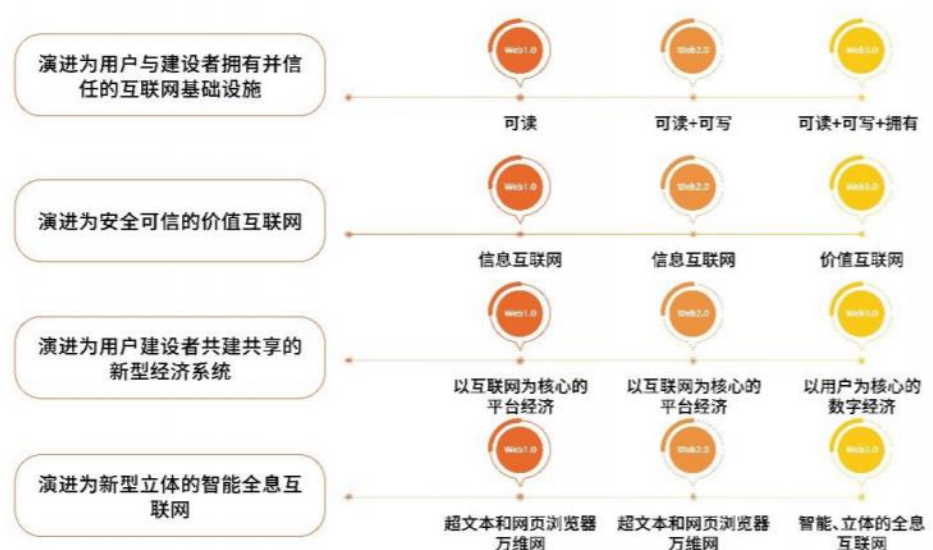 Web1.0
Web2.0
Web3.0
演进为用户与建设者拥有并信
任的互联网基础设施
可读
可读+可写
可读+可写+拥有
Web1.0
Web2.0
Web3.0
演进为安全可信的价值互联网
信息互联网
信息互联网
价值互联网
Web1.0
Web2.0
Web3.0
演进为用户建设者共建共享的
新型经济系统
以互联网为核心的
平台经济
以互联网为核心的
平台经济
以用户为核心的
数字经济
Web1.0
Web2.0
Web3.0
演进为新型立体的智能全息互
联网
超文本和网页浏览器
万维网
超文本和网页浏览器
万维网
智能、立体的全息
互联网